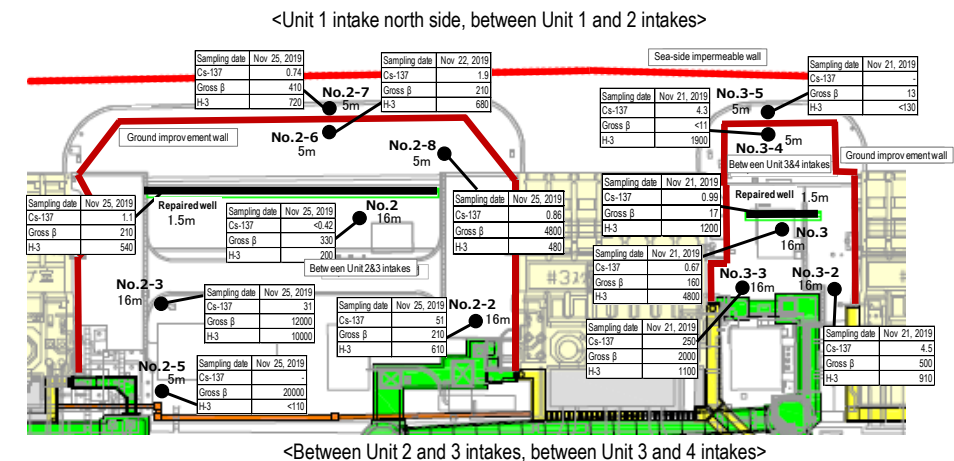 <Unit 1 intake north side, between Unit 1 and 2 intakes>
Sampling date Nov 25, 2019
Cs-137 0.74
Gross β 410
H-3 720
Sampling date Nov 22, 2019
Cs-137 1.9
Gross β 210
H-3 680
Sea-side impermeable wall
Sampling date Nov 21, 2019
Cs-137 -
Gross β 13
H-3 <130
No.2-7
5m
No.2-6
5m
Ground improvement wall
No.2-8
5m
Sampling date Nov 21, 2019
Cs-137 4.3
Gross β <11
H-3 1900
No.3-5
5m
5m
No.3-4
Between Unit 3&4 intakes
Ground improvement wall
Sampling date Nov 25, 2019
Cs-137 1.1
Gross β 210
H-3 540
Repaired well
1.5m
Sampling date Nov 25, 2019
Cs-137 <0.42
Gross β 330
H-3 200
No.2
16m
Between Unit 2&3 intakes
Sampling date Nov 25, 2019
Cs-137 0.86
Gross β 4800
H-3 480
Sampling date Nov 21, 2019
Cs-137 0.99
Gross β 17
H-3 1200
Repaired well 1.5m
No.3
16m
Sampling date Nov 21, 2019
Cs-137 0.67
Gross β 160
H-3 4800
No.2-3
16m
Sampling date Nov 25, 2019
Cs-137 31
Gross β 12000
H-3 10000
Sampling date Nov 25, 2019
Cs-137 51
Gross β 210
H-3 610
No.2-2
16m
#3
No.3-3
16m
No.3-2
16m
Sampling date Nov 21, 2019
Cs-137 250
Gross β 2000
H-3 1100
Sampling date Nov 21, 2019
Cs-137 4.5
Gross β 500
H-3 910
No.2-5
5m
Sampling date Nov 25, 2019
Cs-137 -
Gross β 20000
H-3 <110
<Between Unit 2 and 3 intakes, between Unit 3 and 4 intakes>